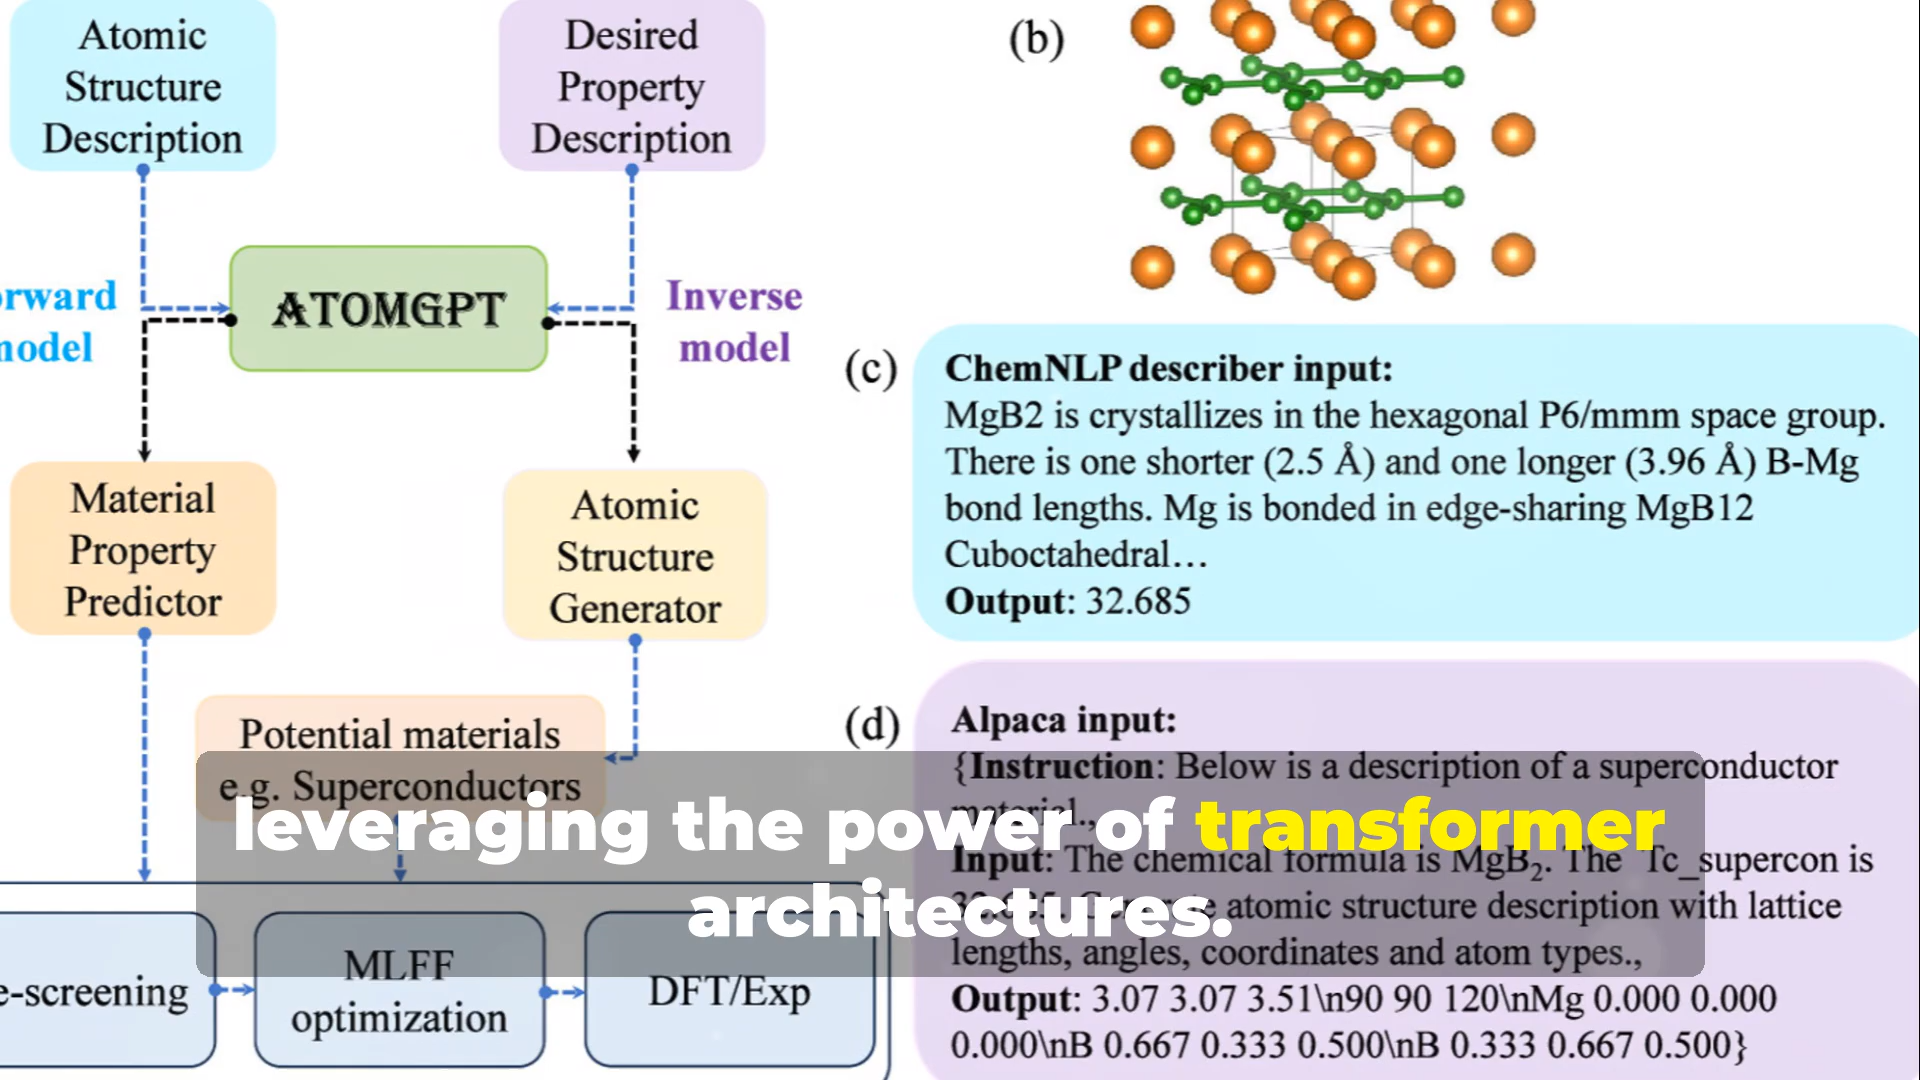 Atomic
Structure
Description
Desired
Property
Description
orward
model
ATOMGPT
Inverse
model
Material
Property
Predictor
Atomic
Structure
Generator
Potential materials
e.g. Superconductors
e-screening
MLFF
optimization
DFT/Exp
(b)
(c)
ChemNLP describer input:
MgB2 is crystallizes in the hexagonal P6/mmm space group.
There is one shorter (2.5 Å) and one longer (3.96 Å) B-Mg
bond lengths. Mg is bonded in edge-sharing MgB12
Cuboctahedral…
Output: 32.685
(d)
Alpaca input:
{Instruction: Below is a description of a superconductor
material.,
Input: The chemical formula is MgB₂. The Tc_supercon is
atomic structure description with lattice
lengths, angles, coordinates and atom types.,
Output: 3.07 3.07 3.51\n90 90 120\nMg 0.000 0.000
0.000\nB 0.667 0.333 0.500\nB 0.333 0.667 0.500}
leveraging the power of transformer
architectures.